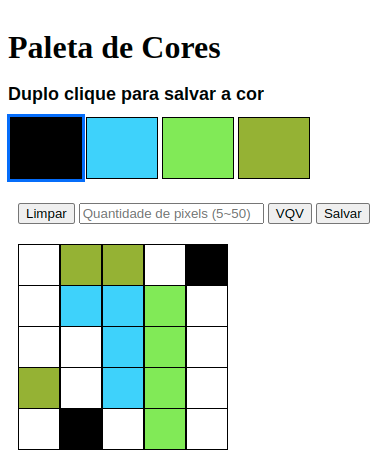 Paleta de Cores
Duplo clique para salvar a cor
Limpar Quantidade de pixels (5~50) VQV Salvar